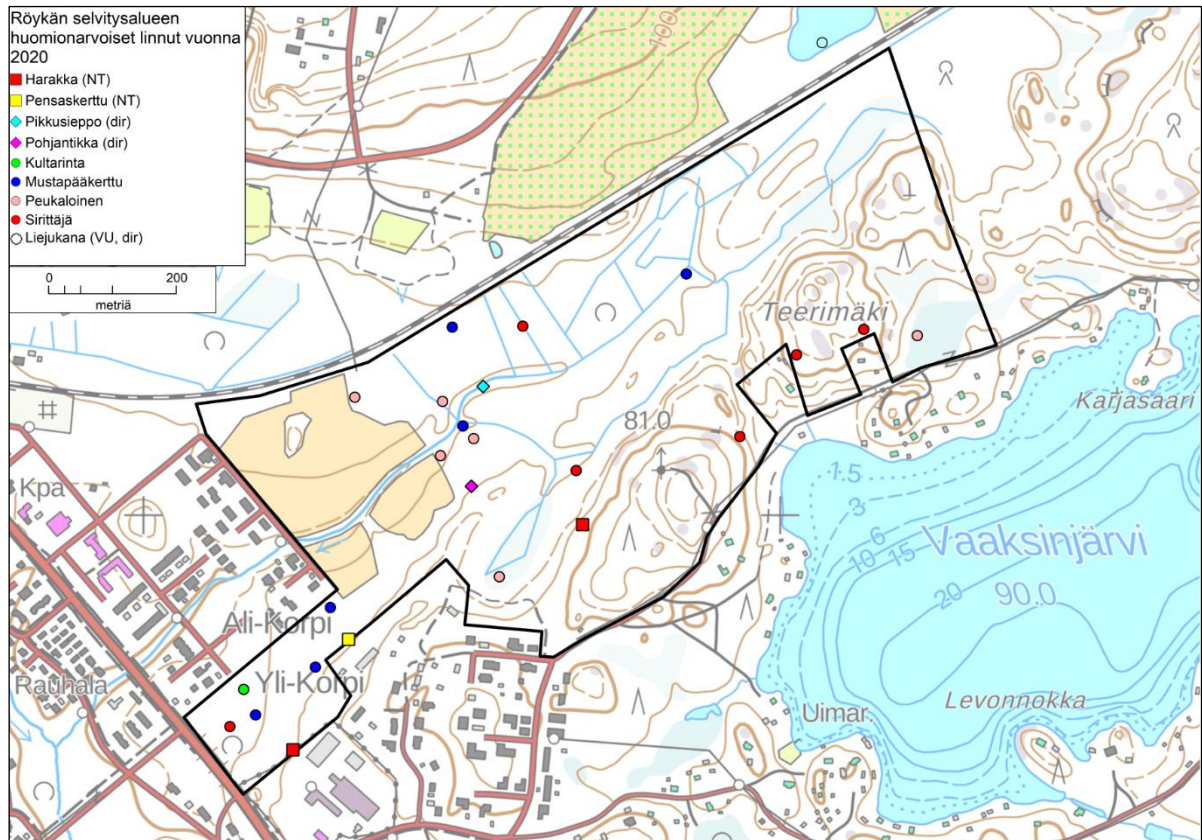 Röykän selvitysalueen
huomionarvoiset linnut vuonna
2020
Harakka (NT)
Pensaskerttu (NT)
Pikkusieppo (dir)
Pohjantikka (dir)
Kultarinta
Mustapääkerttu
Peukaloinen
Sirittäjä
Liejukana (VU, dir)
0 200
metriä
100
Teerimäki
81.0
Karjasaari
1.5
3
6
10
15
20
Vaaksinjärvi
90.0
Kpa
Ali-Korpi
Yli-Korpi
Rauhala
Uimar.
Levonnokka